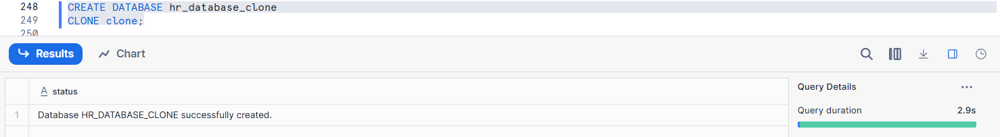 248 CREATE DATABASE hr_database_clone
249 CLONE clone;
250
Results Chart
A status
Query Details ...
1 Database HR_DATABASE_CLONE successfully created.
Query duration 2.9s